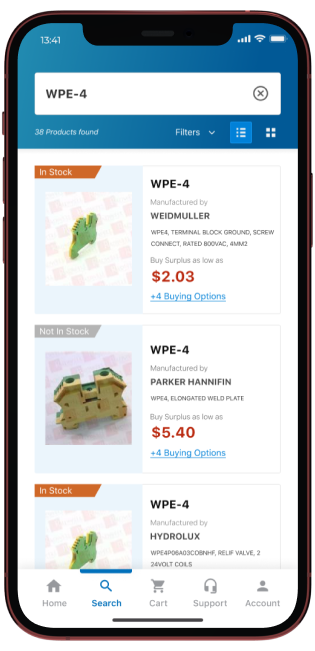 13:41
WPE-4
38 Products found
Filters
In Stock
WPE-4
Manufactured by
WEIDMULLER
WPE4, TERMINAL BLOCK GROUND, SCREW
CONNECT, RATED 800VAC, 4MM2
Buy Surplus as low as
$2.03
+4 Buying Options
Not In Stock
WPE-4
Manufactured by
PARKER HANNIFIN
WPE4, ELONGATED WELD PLATE
Buy Surplus as low as
$5.40
+4 Buying Options
In Stock
WPE-4
Manufactured by
HYDROLUX
WPE4P06A03C08NHF, RELIF VALVE, 2
24VOLT COILS
Home
Search
Cart
Support
Account